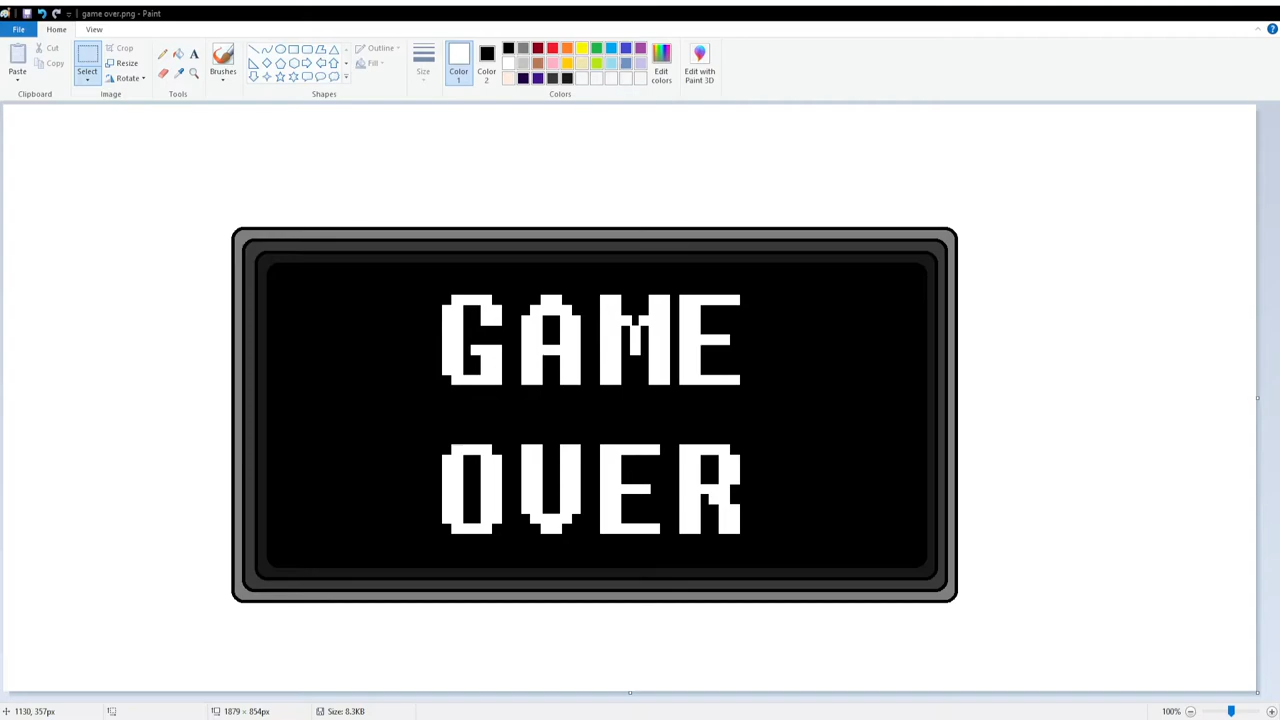 game over.png - Paint
File Home View
Paste
Cut
Copy
Clipboard
Select
Crop
Resize
Rotate
Image
Tools
Brushes
Shapes
Outline
Fill
Size
Color 1
Color 2
Edit colors
Colors
Edit with Paint 3D
GAME
OVER
1130, 357px
1879 × 854px
Size: 8.3KB
100%